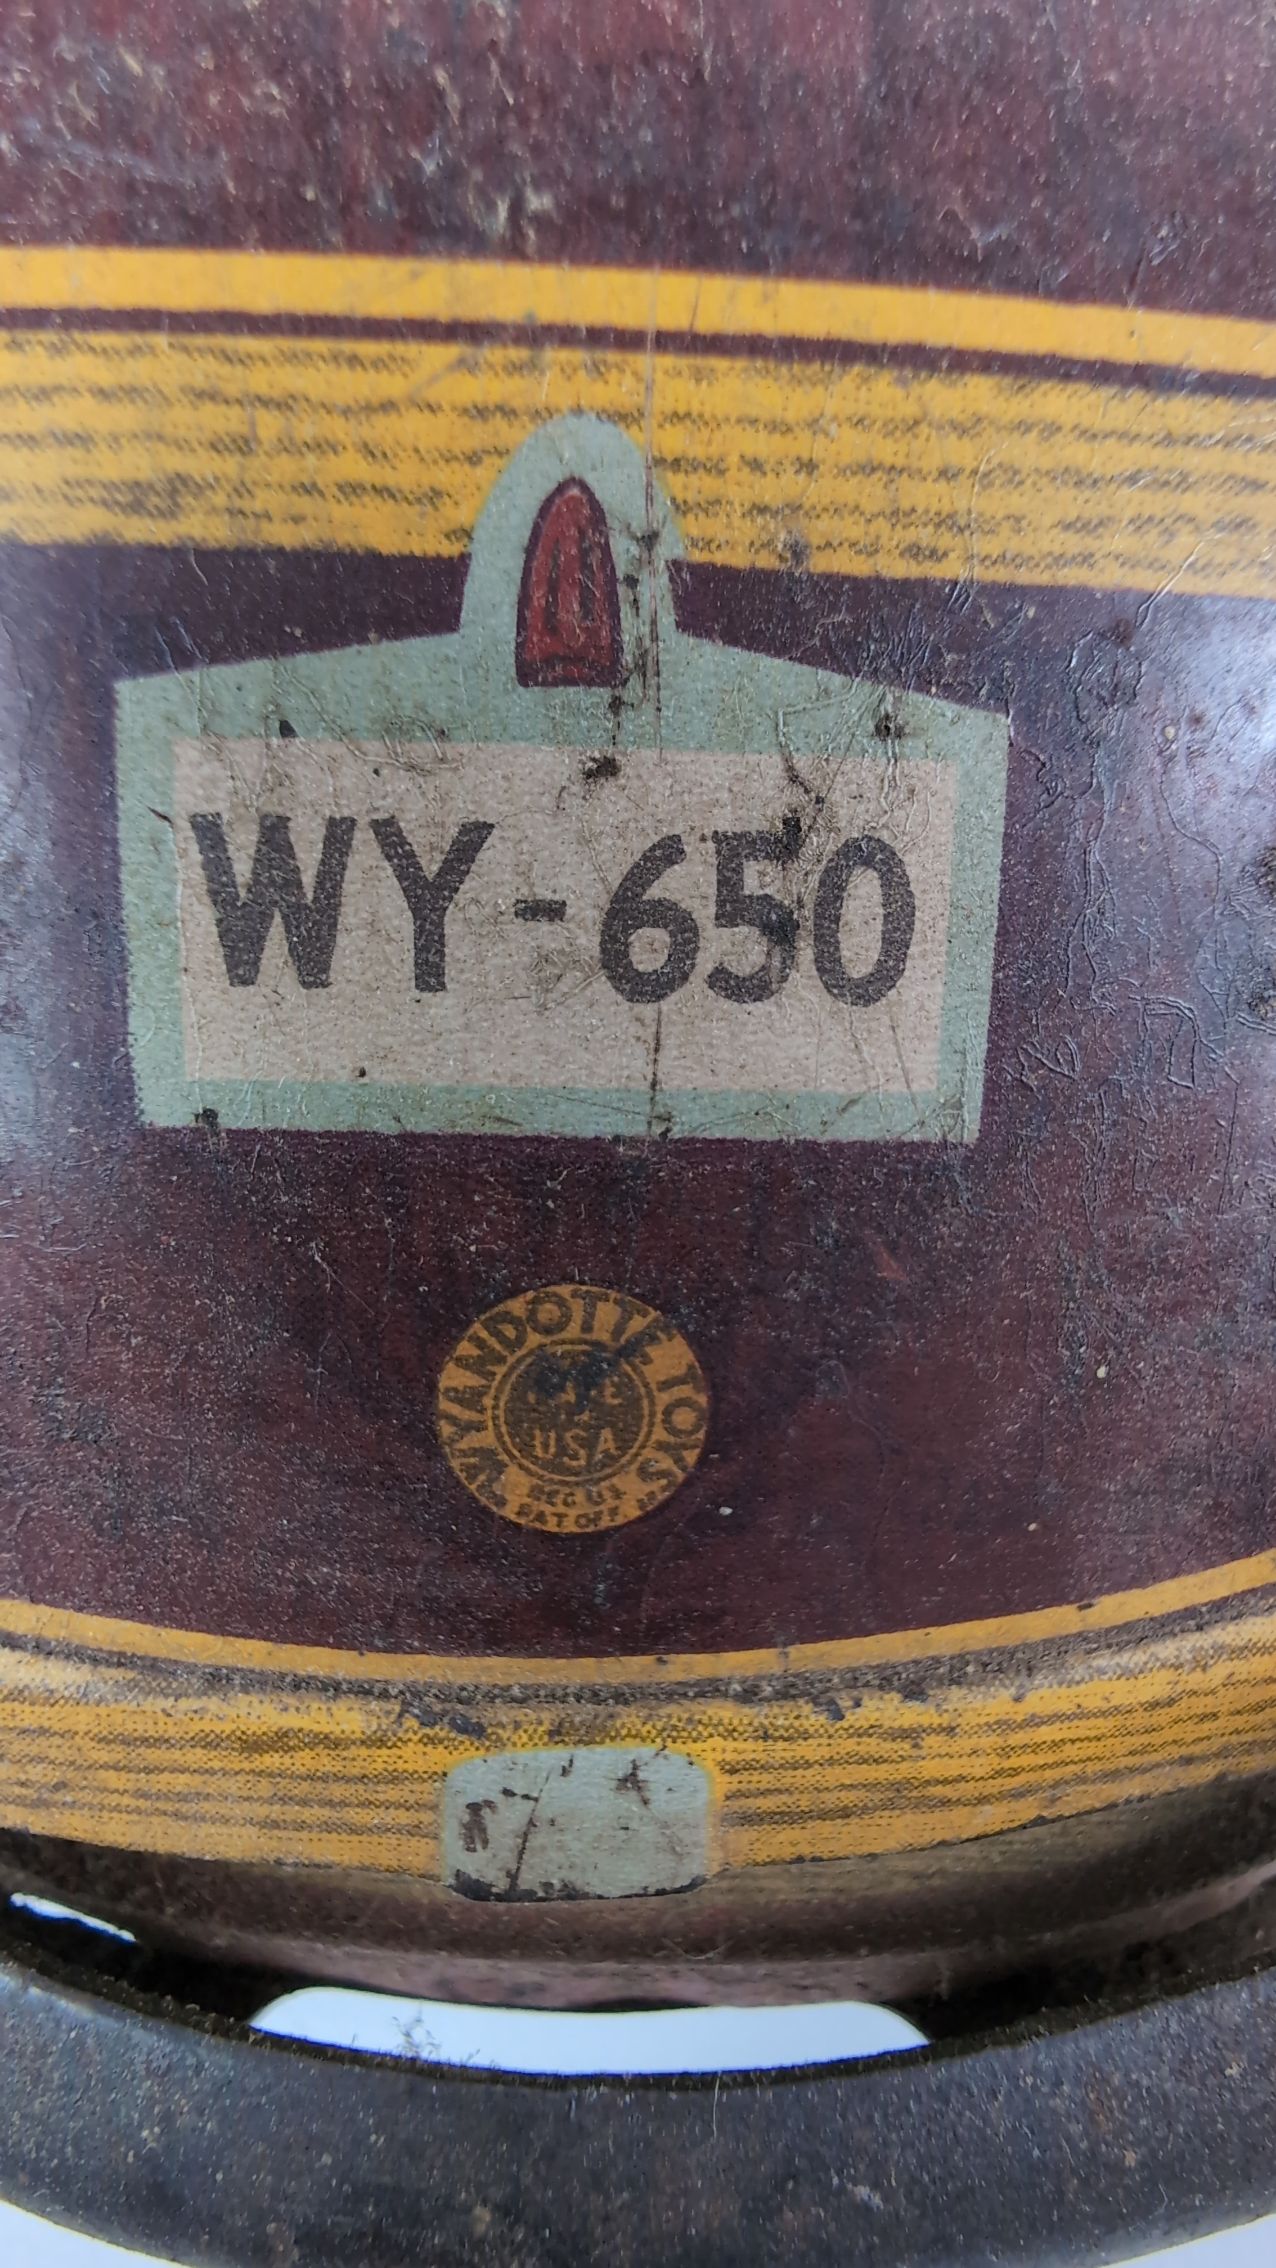 WY-650
WYANDOTTE TOYS
USA
REG US
PAT OFF